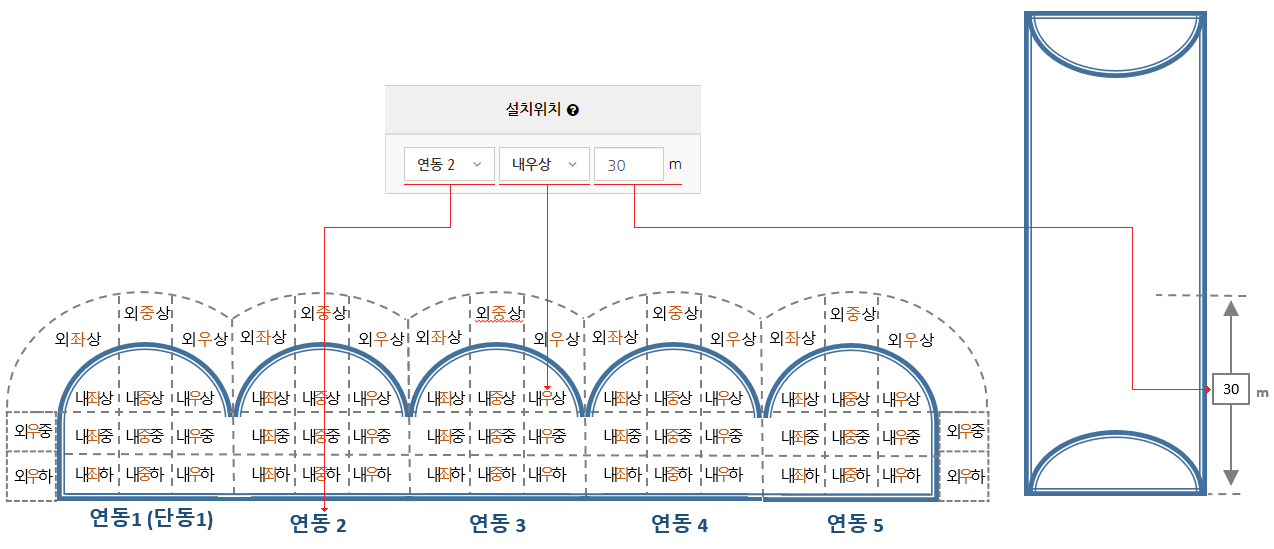 설치위치
연동 2 내우상 30 m
외중상 외중상 외중상 외중상 외중상
외좌상 외우상 외좌상 외우상 외좌상 외우상 외좌상 외우상 외좌상 외우상
내좌상 내중상 내우상 내좌상 내중상 내우상 내좌상 내중상 내우상 내좌상 내중상 내우상 내좌상 내중상 내우상
30 m
외우중 내좌중 내중중 내우중 내좌중 내중중 내우중 내좌중 내중중 내우중 내좌중 내중중 내우중 내좌중 내중중 내우중 외우중
외우하 내좌하 내중하 내우하 내좌하 내중하 내우하 내좌하 내중하 내우하 내좌하 내중하 내우하 내좌하 내중하 내우하 외우하
연동1 (단동1) 연동 2 연동 3 연동 4 연동 5